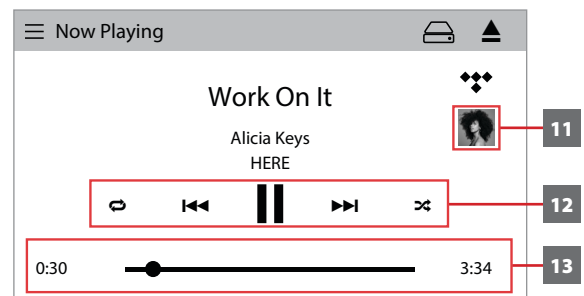 Now Playing
Work On It
Alicia Keys
HERE
11
12
0:30
3:34
13